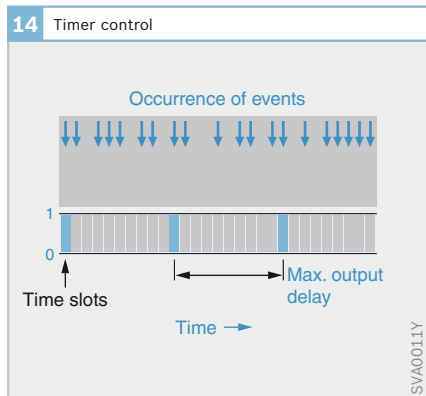 14 Timer control
Occurrence of events
1
0
Time slots
Max. output
delay
Time
SVA0011Y